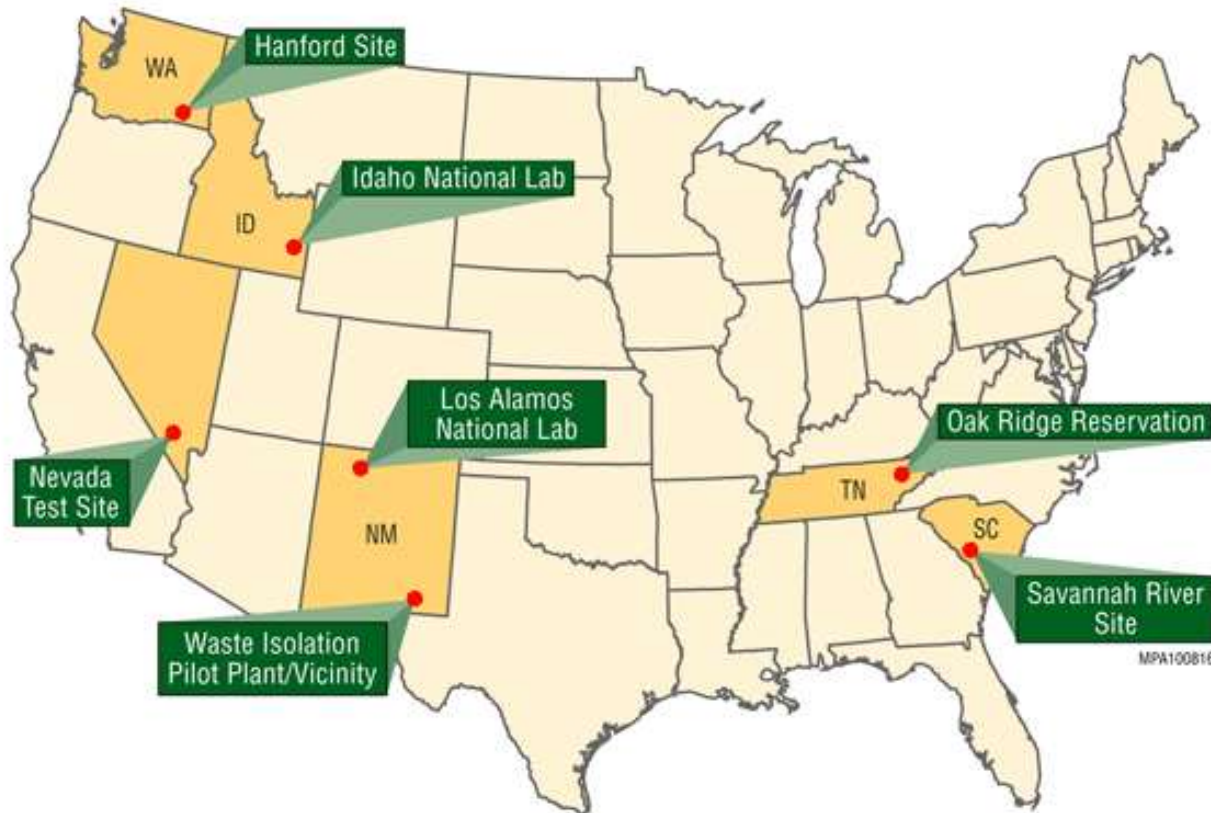 Hanford Site
WA
Idaho National Lab
ID
Los Alamos
National Lab
Oak Ridge Reservation
Nevada
Test Site
TN
NM
SC
Savannah River
Site
Waste Isolation
Pilot Plant/Vicinity
MPA100816